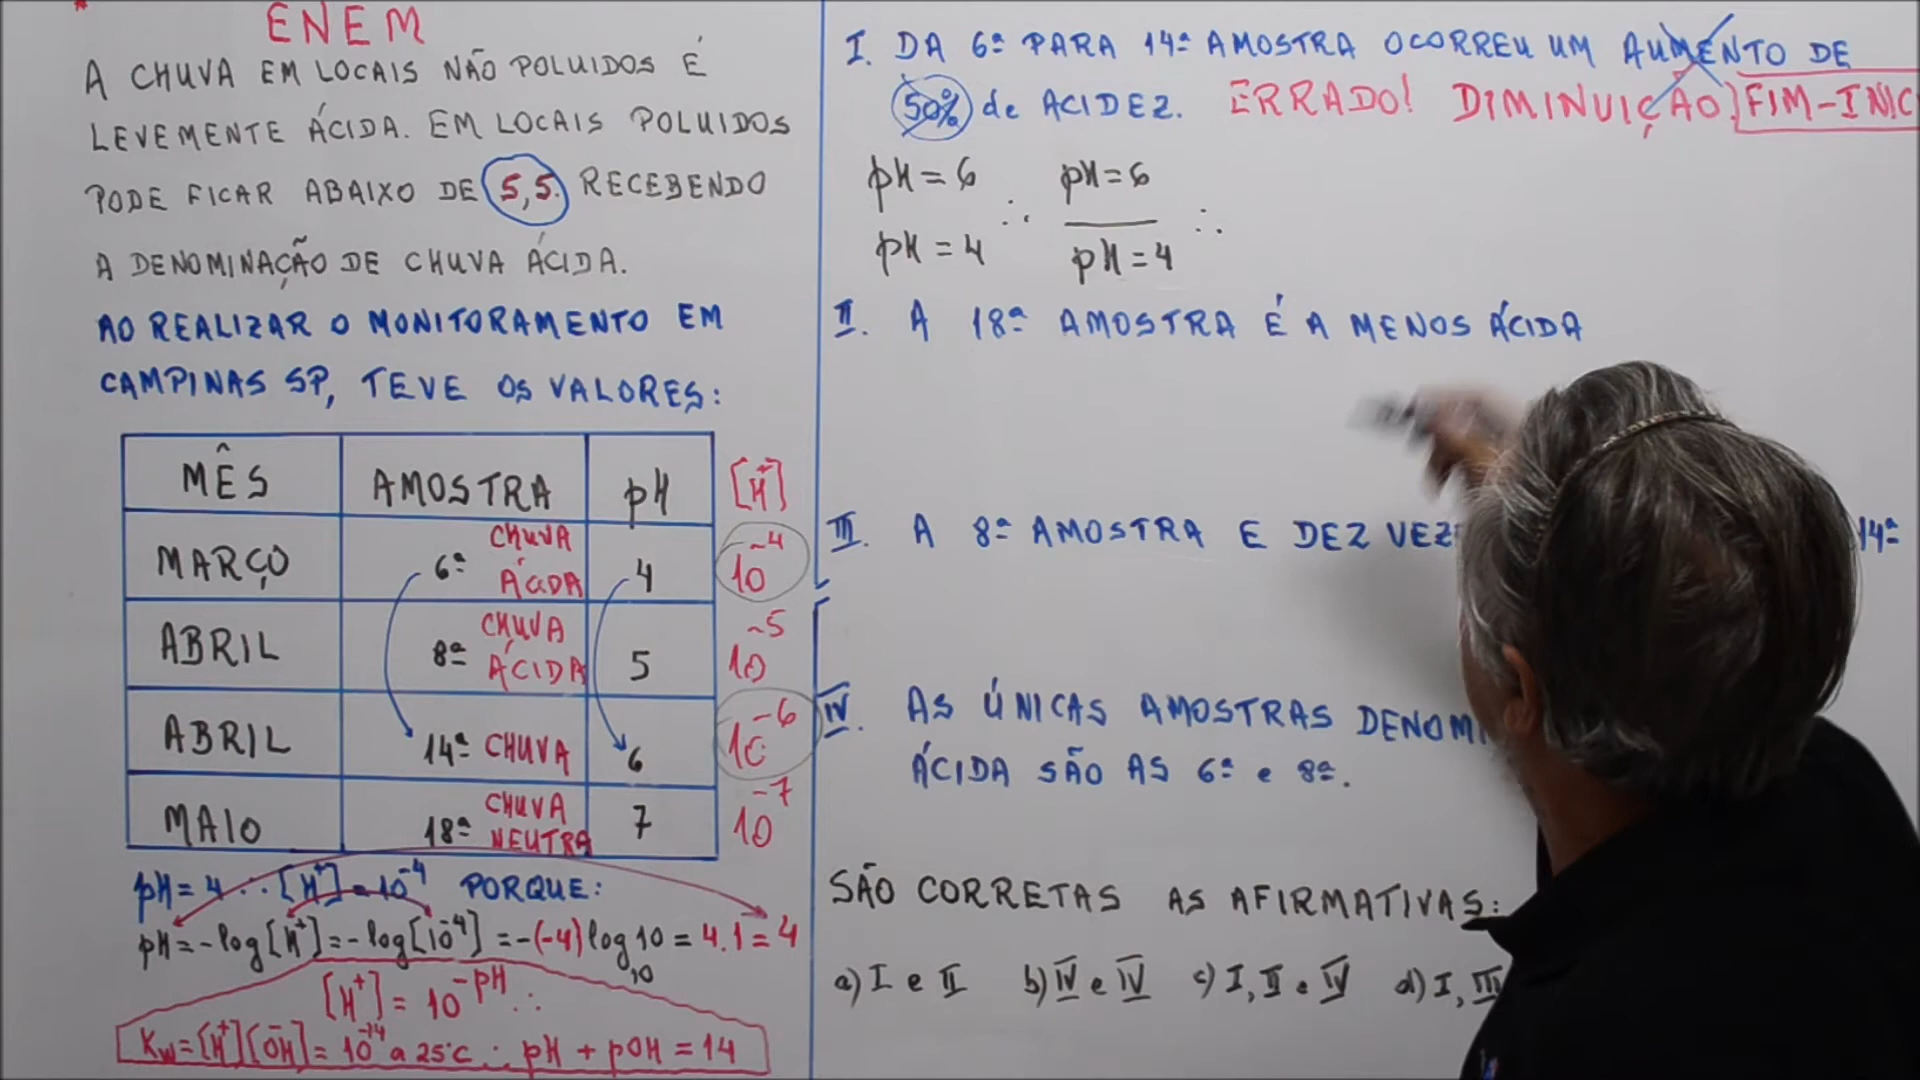 ENEM
A CHUVA EM LOCAIS NÃO POLUIDOS É
LEVEMENTE ÁCIDA. EM LOCAIS POLUIDOS
PODE FICAR ABAIXO DE 5,5. RECEBENDO
A DENOMINAÇÃO DE CHUVA ÁCIDA.
AO REALIZAR O MONITORAMENTO EM
CAMPINAS SP, TEVE OS VALORES:
MÊS AMOSTRA pH [H⁺]
MARÇO 6ª CHUVA ÁCIDA 4 10⁻⁴
ABRIL 8ª CHUVA ÁCIDA 5 10⁻⁵
ABRIL 14ª CHUVA 6 10⁻⁶
MAIO 18ª CHUVA NEUTRA 7 10⁻⁷
pH = 4 ∴ [H⁺] = 10⁻⁴ PORQUE:
pH = -log[H⁺] = -log[10⁻⁴] = -(-4) log₁₀10 = 4.1 = 4
[H⁺] = 10⁻ᵖᴴ ∴
Kw = [H⁺][OH⁻] = 10⁻¹⁴ a 25°C ∴ pH + pOH = 14
I. DA 6ª PARA 14ª AMOSTRA OCORREU UM AUMENTO DE
50% de ACIDEZ. ERRADO! DIMINUIÇÃO. FIM-INIC
pH = 6 ∴ pH = 6 ∴
pH = 4 pH = 4
II. A 18ª AMOSTRA É A MENOS ÁCIDA
III. A 8ª AMOSTRA E DEZ 14ª
IV. AS ÚNICAS AMOSTRAS
ÁCIDA SÃO AS 6ª e 8ª.
SÃO CORRETAS AS AFIRMATIVAS:
a) I e II b) IV e IV c) I, II e IV d) I, III